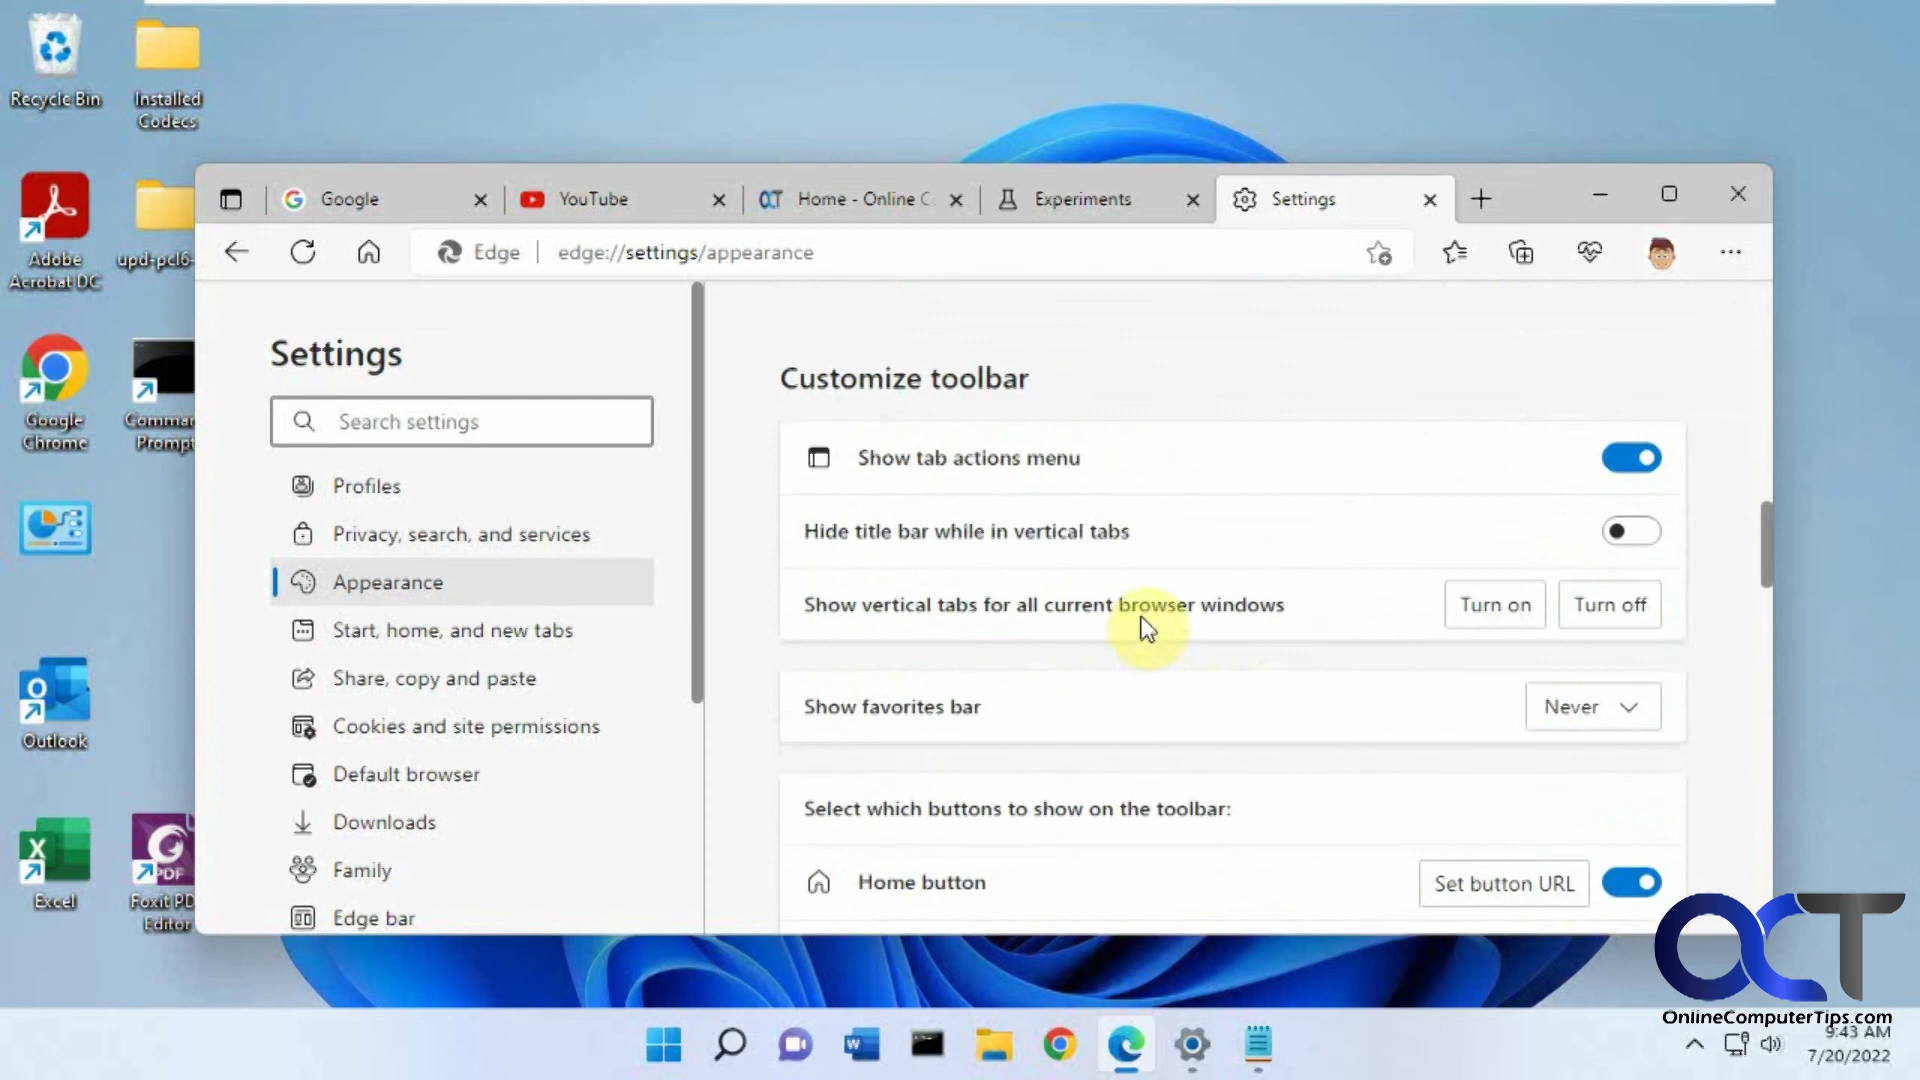 Recycle Bin
Installed
Codecs
Adobe
Acrobat DC
upd-pcl6-
Google
Chrome
Comman
Prompt
Outlook
Excel
Foxit PD
Editor
PDF
Google
YouTube
Home - Online C
Experiments
Settings
Edge
edge://settings/appearance
Settings
Search settings
Profiles
Privacy, search, and services
Appearance
Start, home, and new tabs
Share, copy and paste
Cookies and site permissions
Default browser
Downloads
Family
Edge bar
Customize toolbar
Show tab actions menu
Hide title bar while in vertical tabs
Show vertical tabs for all current browser windows
Turn on
Turn off
Show favorites bar
Never
Select which buttons to show on the toolbar:
Home button
Set button URL
OCT
OnlineComputerTips.com
9:43 AM
7/20/2022